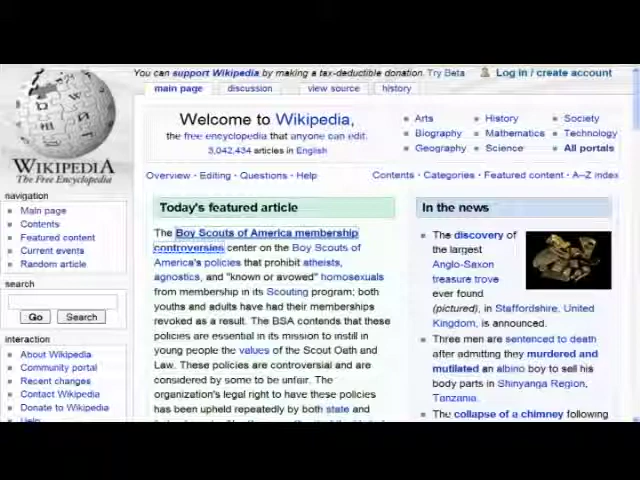 You can support Wikipedia by making a tax-deductible donation. Try Beta
Log in / create account
main page
discussion
view source
history
WIKIPEDIA
The Free Encyclopedia
navigation
Main page
Contents
Featured content
Current events
Random article
search
Go
Search
interaction
About Wikipedia
Community portal
Recent changes
Contact Wikipedia
Donate to Wikipedia
Help
Welcome to Wikipedia,
the free encyclopedia that anyone can edit.
3,042,434 articles in English
Arts
History
Society
Biography
Mathematics
Technology
Geography
Science
All portals
Overview · Editing · Questions · Help
Contents · Categories · Featured content · A–Z index
Today's featured article
The Boy Scouts of America membership
controversies center on the Boy Scouts of
America's policies that prohibit atheists,
agnostics, and "known or avowed" homosexuals
from membership in its Scouting program; both
youths and adults have had their memberships
revoked as a result. The BSA contends that these
policies are essential in its mission to instill in
young people the values of the Scout Oath and
Law. These policies are controversial and are
considered by some to be unfair. The
organization's legal right to have these policies
has been upheld repeatedly by both state and
In the news
The discovery of
the largest
Anglo-Saxon
treasure trove
ever found
(pictured), in Staffordshire, United
Kingdom, is announced.
Three men are sentenced to death
after admitting they murdered and
mutilated an albino boy to sell his
body parts in Shinyanga Region,
Tanzania.
The collapse of a chimney following